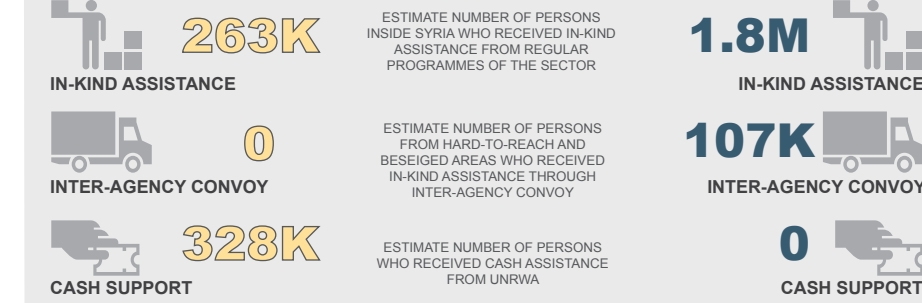 263K
IN-KIND ASSISTANCE
ESTIMATE NUMBER OF PERSONS
INSIDE SYRIA WHO RECEIVED IN-KIND
ASSISTANCE FROM REGULAR
PROGRAMMES OF THE SECTOR
1.8M
IN-KIND ASSISTANCE
0
INTER-AGENCY CONVOY
ESTIMATE NUMBER OF PERSONS
FROM HARD-TO-REACH AND
BESEIGED AREAS WHO RECEIVED
IN-KIND ASSISTANCE THROUGH
INTER-AGENCY CONVOY
107K
INTER-AGENCY CONVOY
328K
CASH SUPPORT
ESTIMATE NUMBER OF PERSONS
WHO RECEIVED CASH ASSISTANCE
FROM UNRWA
0
CASH SUPPORT